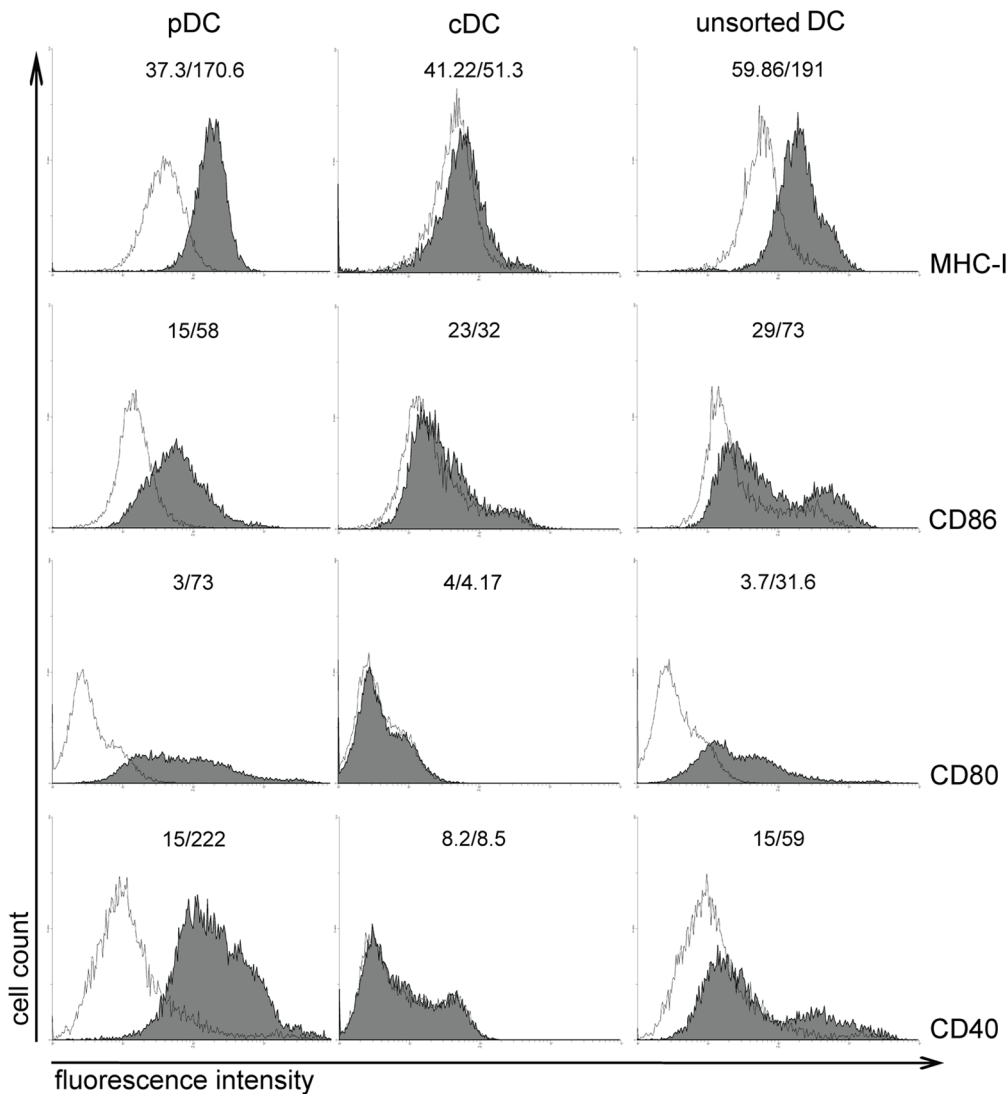 pDC cDC unsorted DC
37.3/170.6 41.22/51.3 59.86/191
MHC-I
15/58 23/32 29/73
CD86
3/73 4/4.17 3.7/31.6
CD80
15/222 8.2/8.5 15/59
CD40
cell count
fluorescence intensity